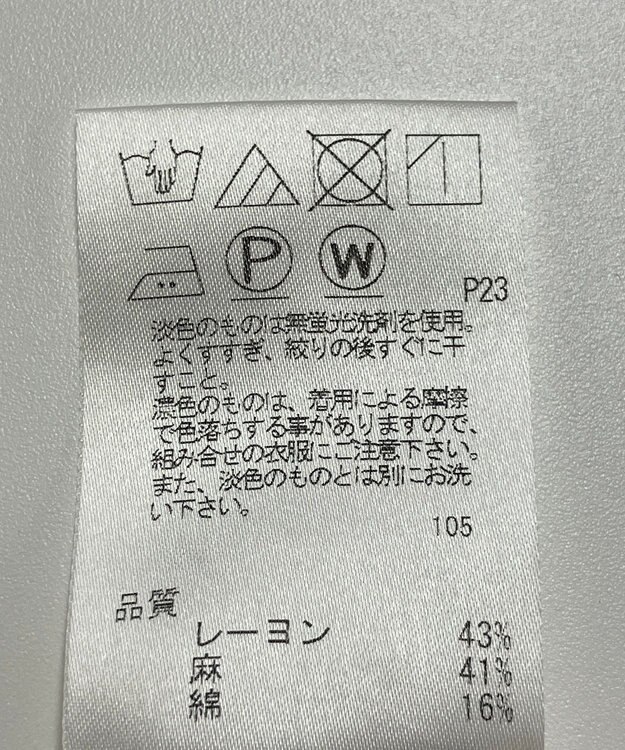 P W
P23
淡色のものは無蛍光洗剤を使用。
よくすすぎ、絞りの後すぐに干
すこと。
濃色のものは、着用による摩擦
で色落ちする事がありますので、
組み合せの衣服にご注意下さい。
また、淡色のものとは別にお洗
い下さい。
105
品質
レーヨン 43%
麻 41%
綿 16%